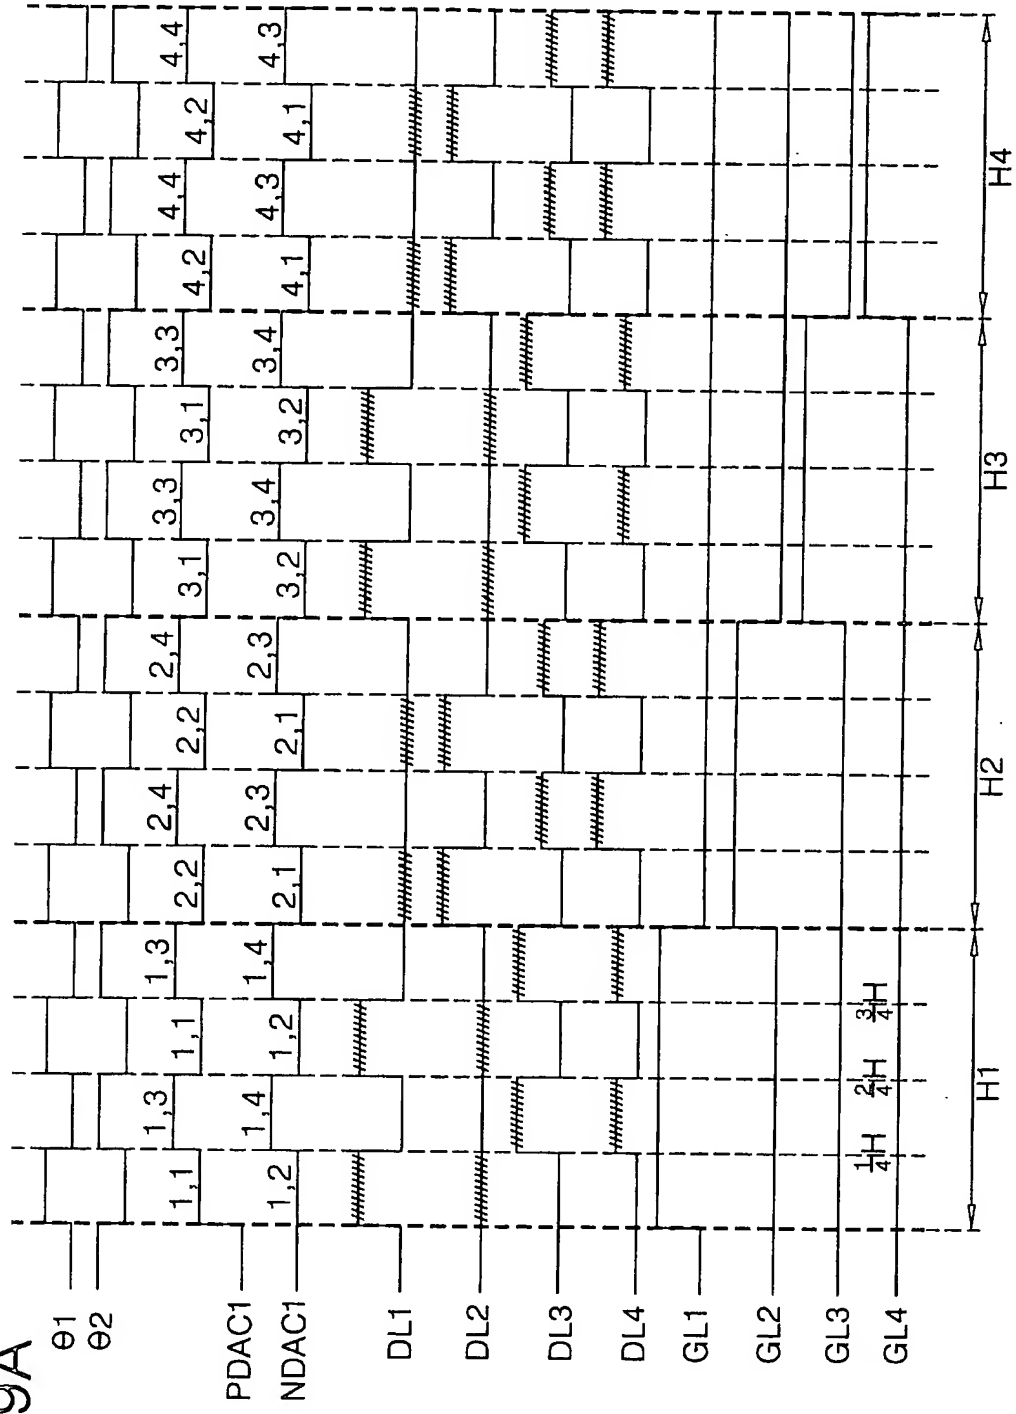 9A
θ1
θ2
PDAC1 1,1 1,3 1,1 1,3 2,2 2,4 2,2 2,4 3,1 3,3 3,1 3,3 4,2 4,4 4,2 4,4
NDAC1 1,2 1,4 1,2 1,4 2,1 2,3 2,1 2,3 3,2 3,4 3,2 3,4 4,1 4,3 4,1 4,3
DL1
DL2
DL3
DL4
GL1
GL2
GL3
GL4
1/4H 2/4H 3/4H
H1 H2 H3 H4